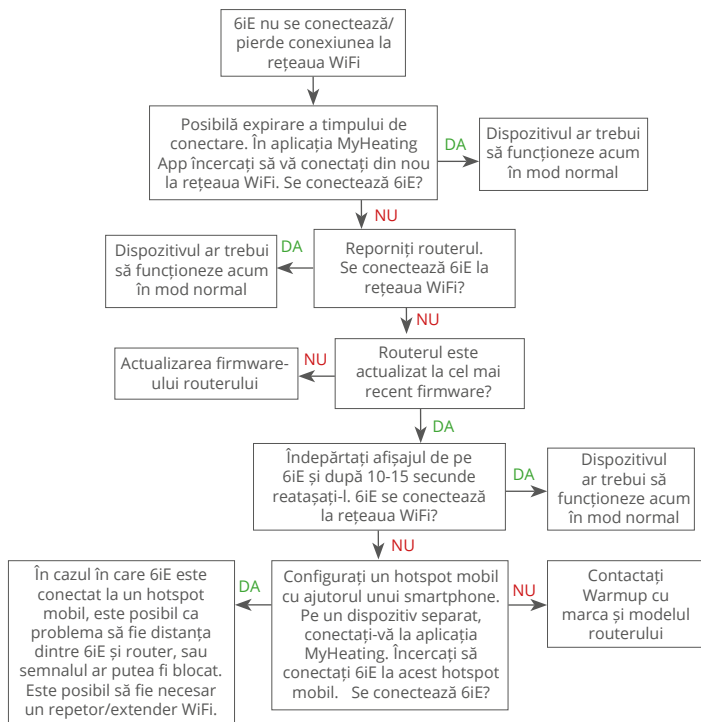 6iE nu se conectează/
pierde conexiunea la
rețeaua WiFi
Posibilă expirare a timpului de
conectare. În aplicația MyHeating
App încercați să vă conectați din nou
la rețeaua WiFi. Se conectează 6iE?
DA
Dispozitivul ar trebui
să funcționeze acum
în mod normal
NU
Reporniți routerul.
Se conectează 6iE la
rețeaua WiFi?
DA
Dispozitivul ar trebui
să funcționeze acum
în mod normal
NU
Routerul este
actualizat la cel mai
recent firmware?
NU
Actualizarea firmware-
ului routerului
DA
Îndepărtați afișajul de pe
6iE și după 10-15 secunde
reatașați-l. 6iE se conectează
la rețeaua WiFi?
DA
Dispozitivul
ar trebui să
funcționeze acum
în mod normal
NU
Configurați un hotspot mobil
cu ajutorul unui smartphone.
Pe un dispozitiv separat,
conectați-vă la aplicația
MyHeating. Încercați să
conectați 6iE la acest hotspot
mobil.   Se conectează 6iE?
DA
În cazul în care 6iE este
conectat la un hotspot
mobil, este posibil ca
problema să fie distanța
dintre 6iE și router, sau
semnalul ar putea fi blocat.
Este posibil să fie necesar
un repetor/extender WiFi.
NU
Contactați
Warmup cu
marca și modelul
routerului